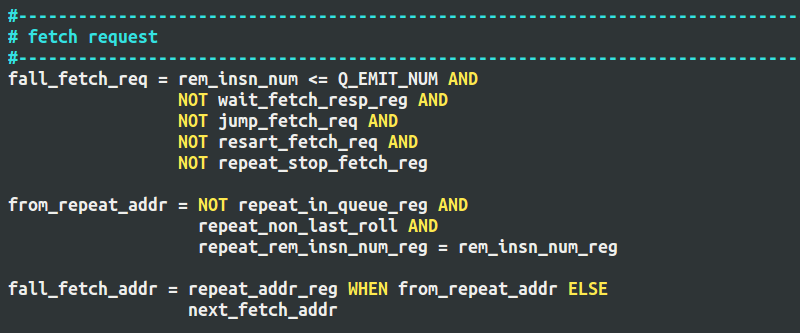 #------------------------------------------------------------------------------
# fetch request
#------------------------------------------------------------------------------
fall_fetch_req = rem_insn_num <= Q_EMIT_NUM AND
                 NOT wait_fetch_resp_reg AND
                 NOT jump_fetch_req AND
                 NOT resart_fetch_req AND
                 NOT repeat_stop_fetch_reg

from_repeat_addr = NOT repeat_in_queue_reg AND
                   repeat_non_last_roll AND
                   repeat_rem_insn_num_reg = rem_insn_num_reg

fall_fetch_addr = repeat_addr_reg WHEN from_repeat_addr ELSE
                  next_fetch_addr